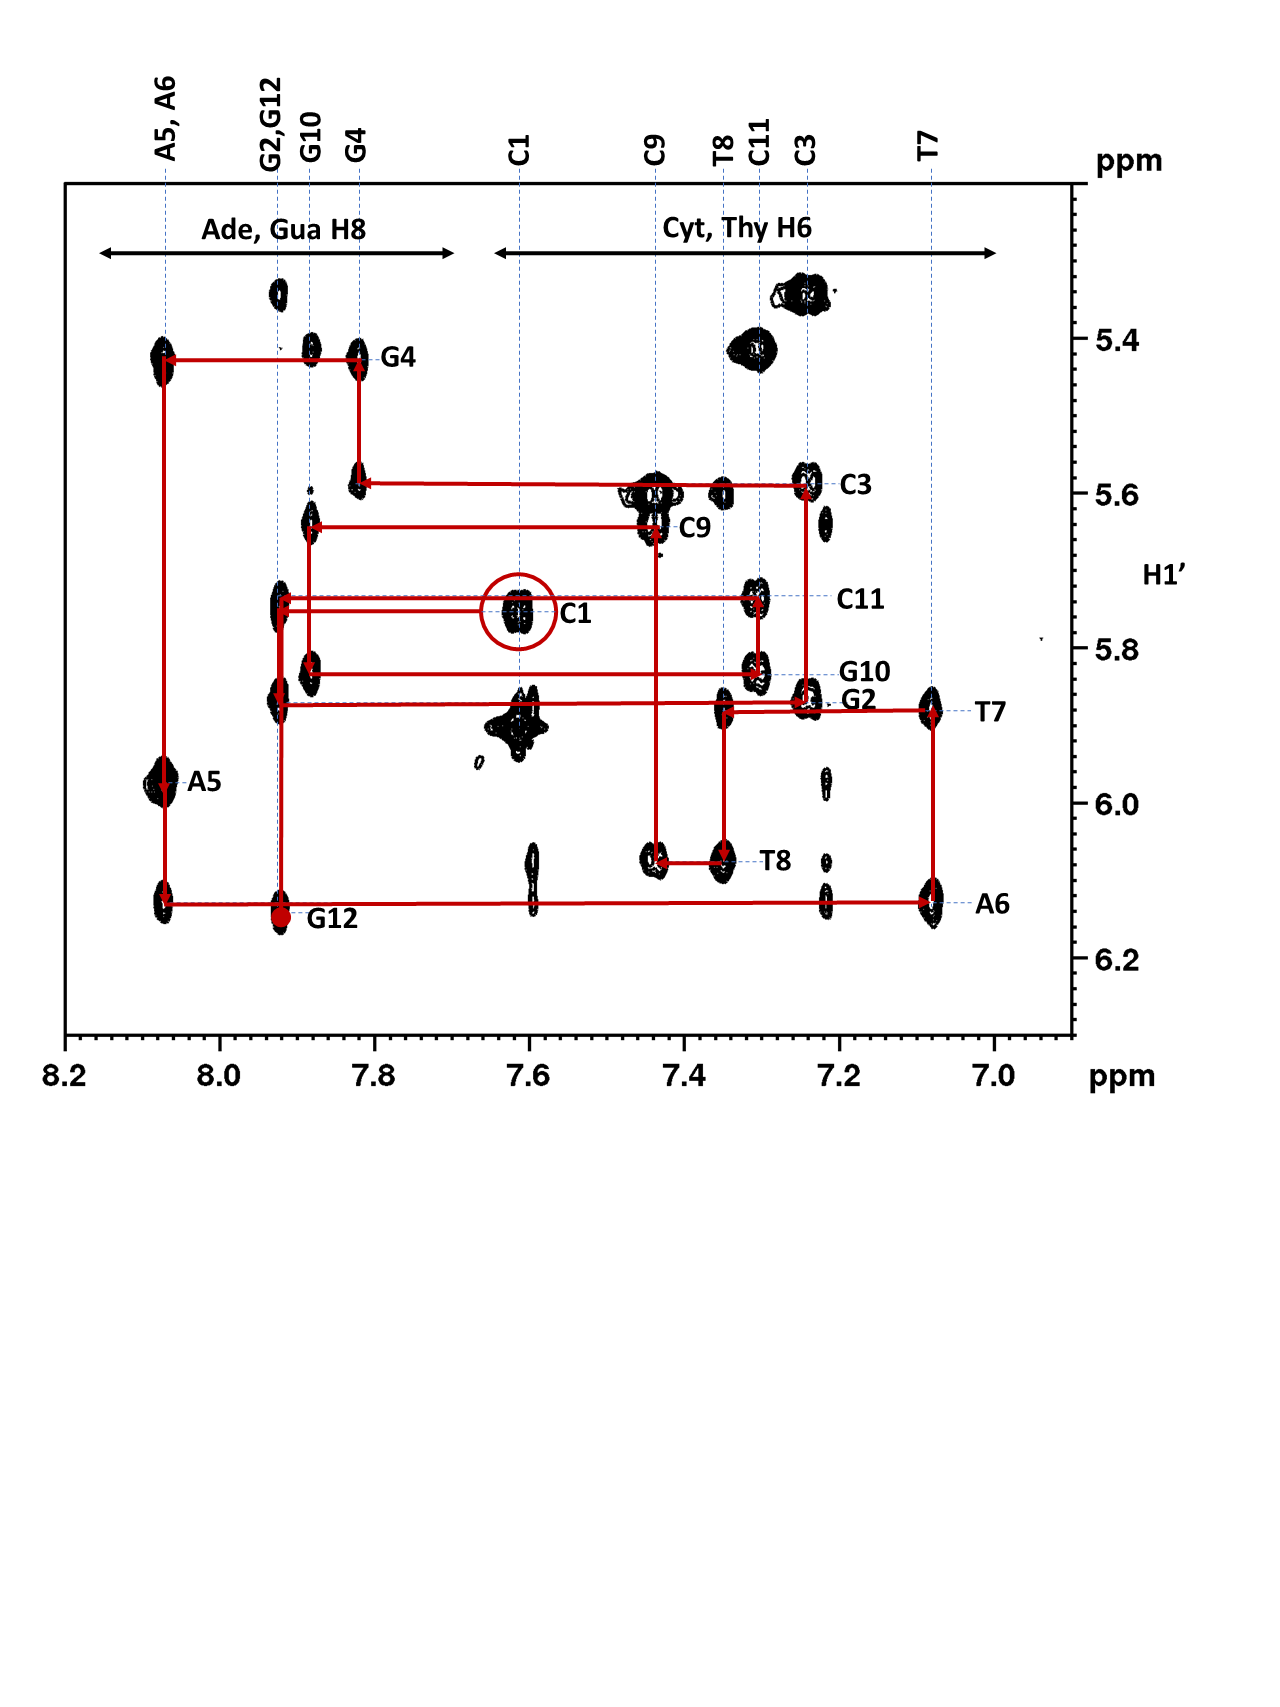 A5, A6
G2,G12
G10
G4
C1
C9
T8
C11
C3
T7
ppm
Ade, Gua H8
Cyt, Thy H6
5.4
G4
C3
5.6
C9
H1’
C11
C1
5.8
G10
G2
T7
A5
6.0
T8
A6
G12
6.2
8.2
8.0
7.8
7.6
7.4
7.2
7.0
ppm